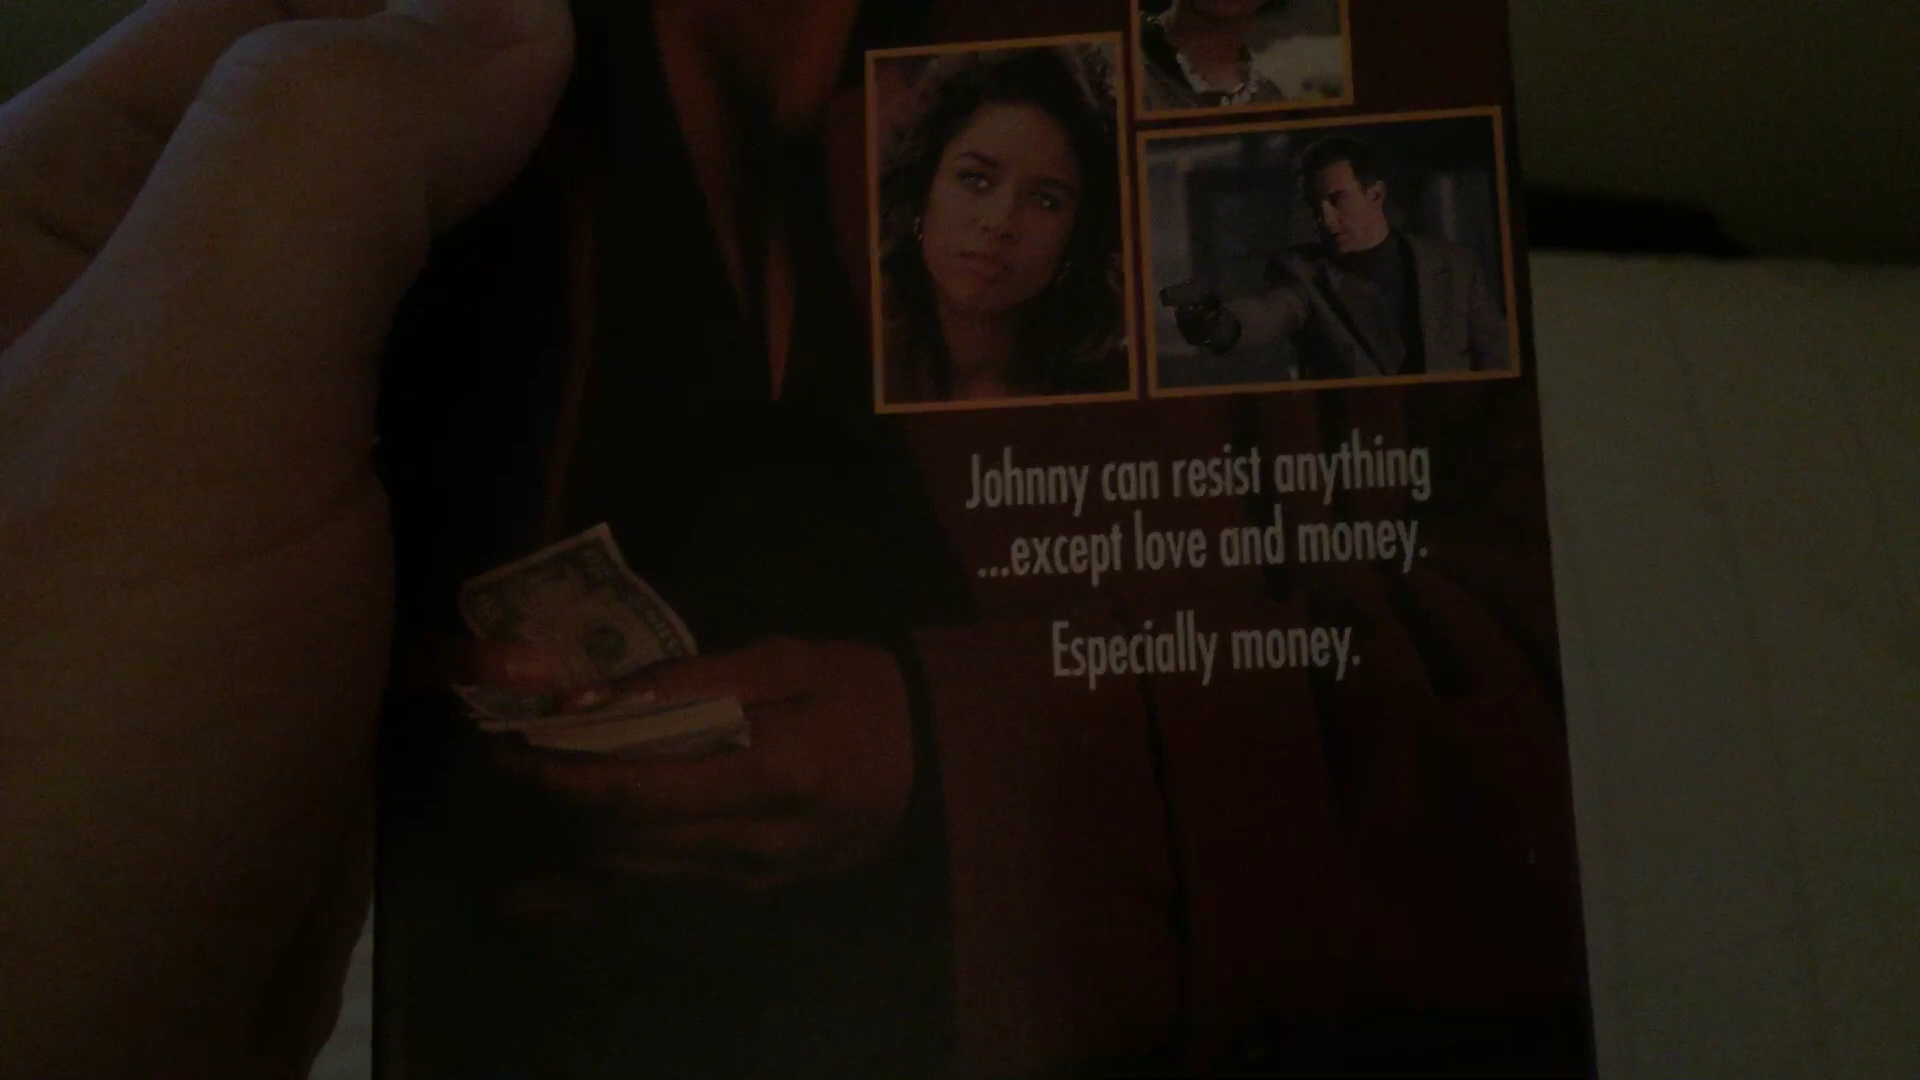 Johnny can resist anything
...except love and money.
Especially money.